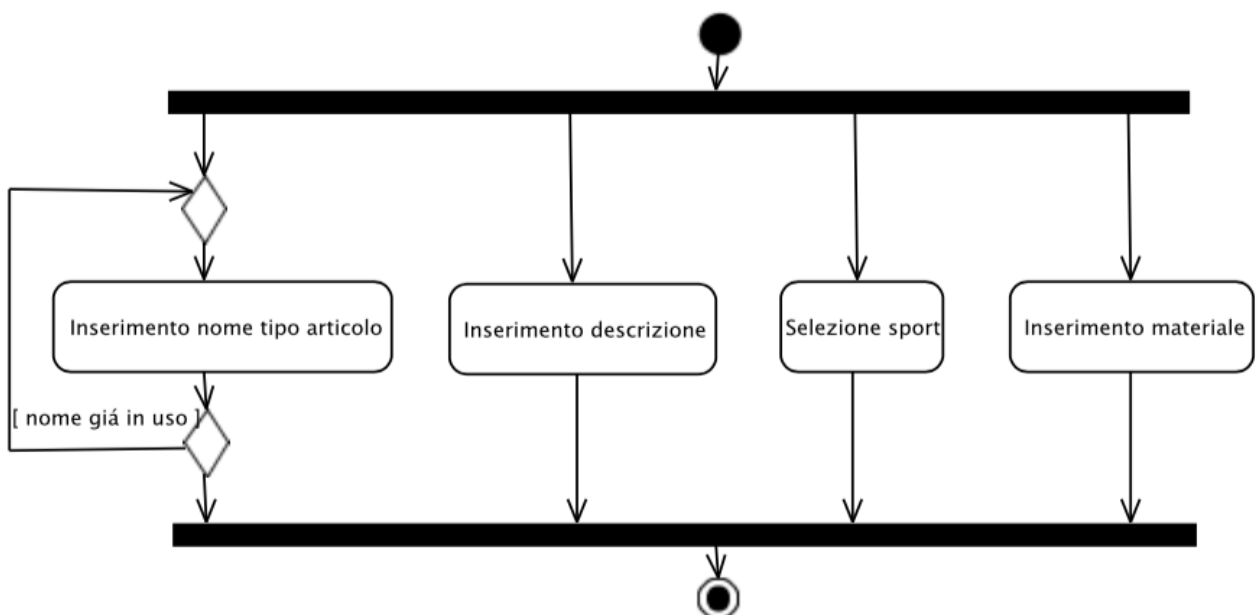 Inserimento nome tipo articolo
Inserimento descrizione
Selezione sport
Inserimento materiale
[ nome giá in uso ]